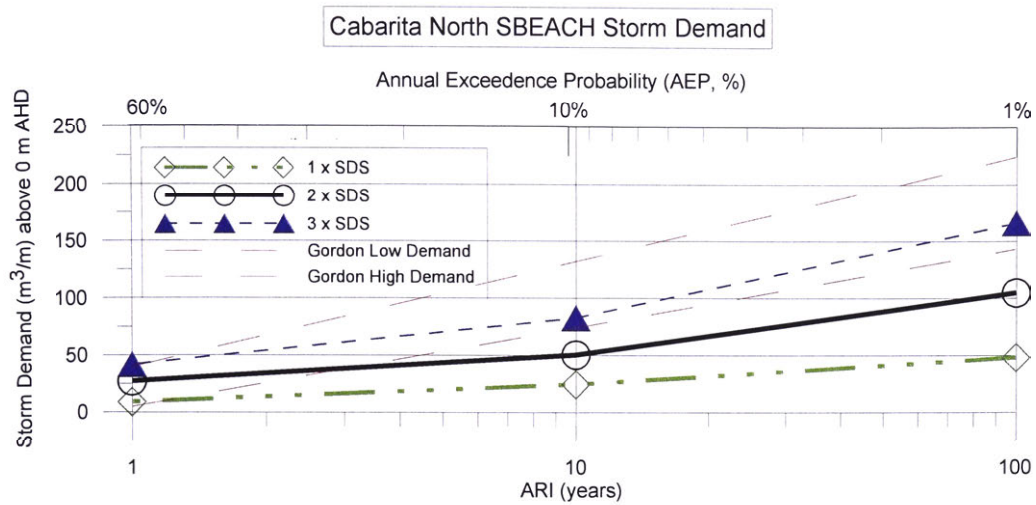 Cabarita North SBEACH Storm Demand
Annual Exceedence Probability (AEP, %)
60% 10% 1%
250
200
150
100
50
0
Storm Demand (m³/m) above 0 m AHD
1 x SDS
2 x SDS
3 x SDS
Gordon Low Demand
Gordon High Demand
1 10 100
ARI (years)